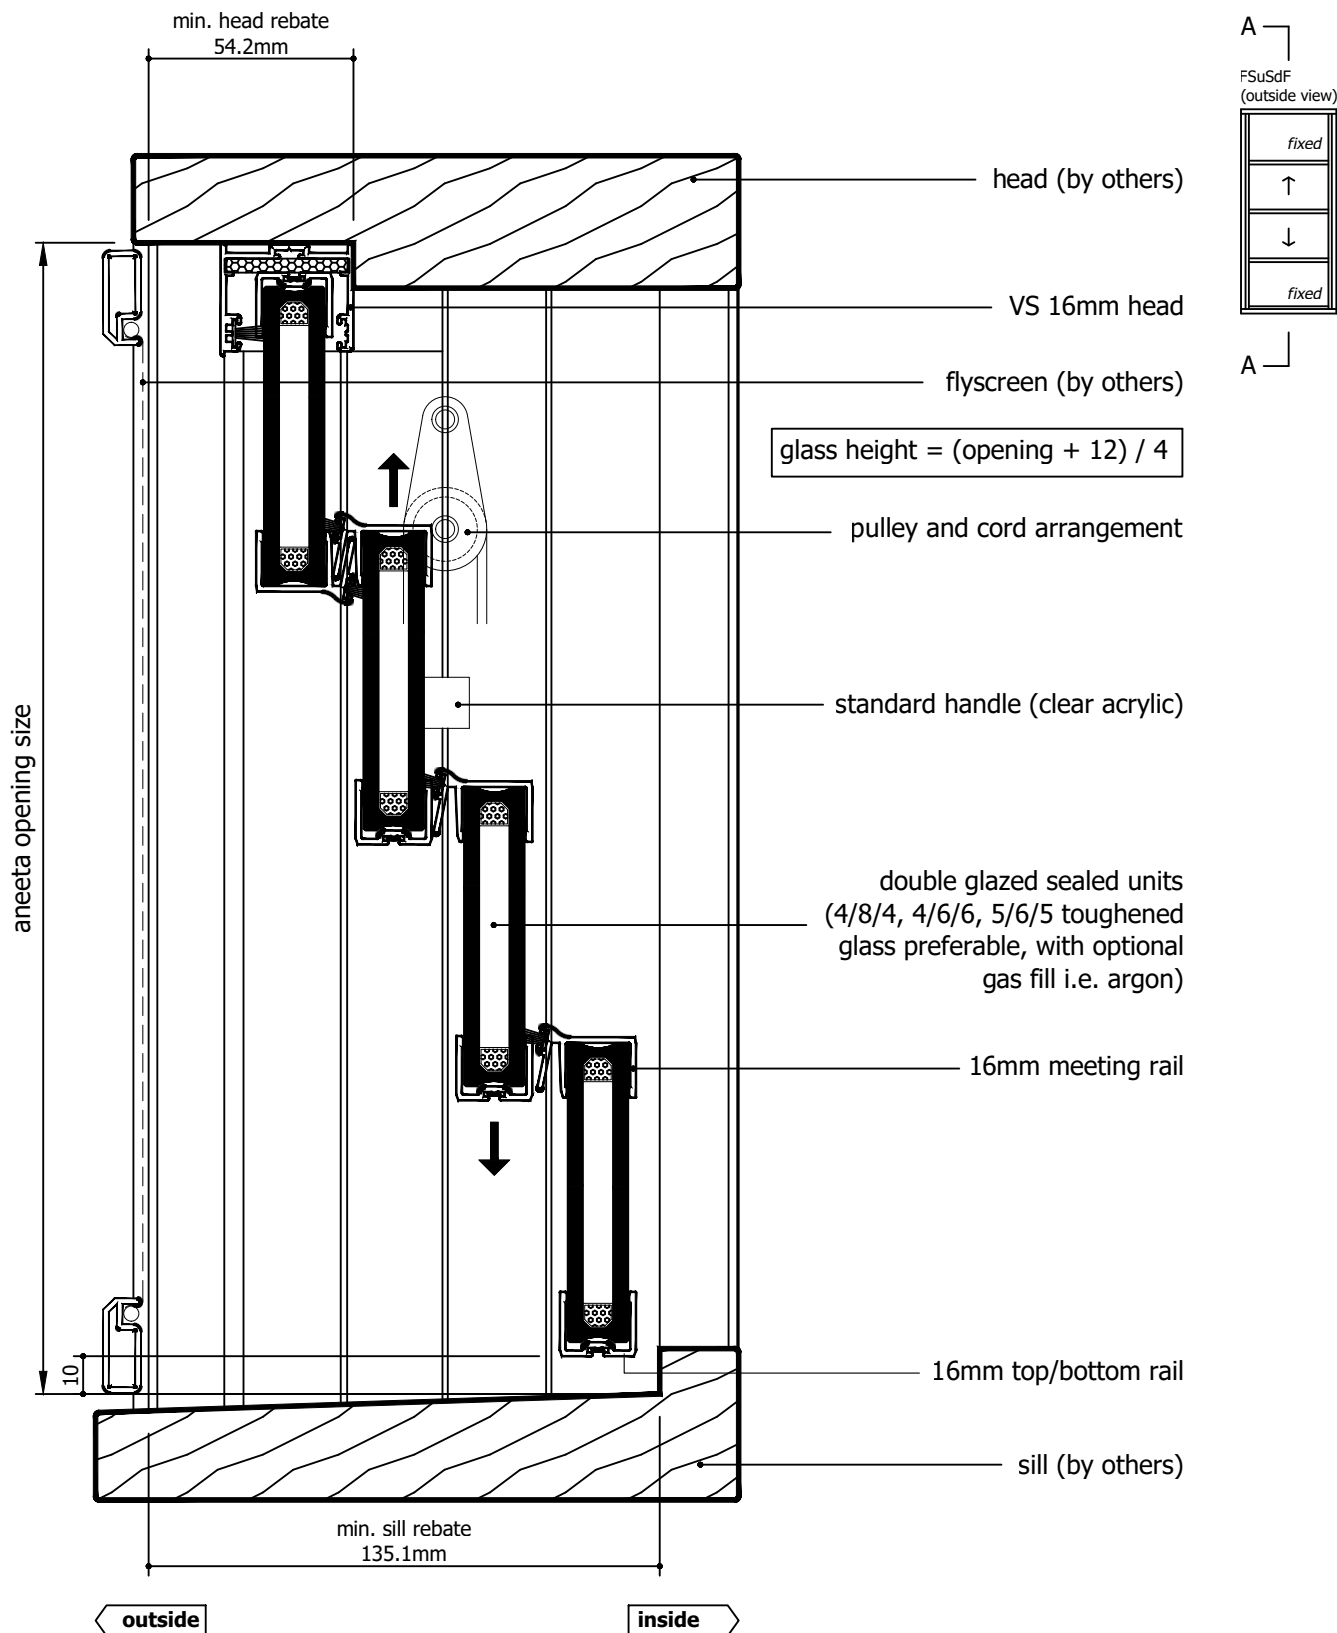 min. head rebate
54.2mm
A
FSuSdF
(outside view)
fixed
↑
↓
fixed
A
head (by others)
VS 16mm head
flyscreen (by others)
glass height = (opening + 12) / 4
pulley and cord arrangement
standard handle (clear acrylic)
aneeta opening size
double glazed sealed units
(4/8/4, 4/6/6, 5/6/5 toughened
glass preferable, with optional
gas fill i.e. argon)
16mm meeting rail
10
16mm top/bottom rail
sill (by others)
min. sill rebate
135.1mm
outside
inside